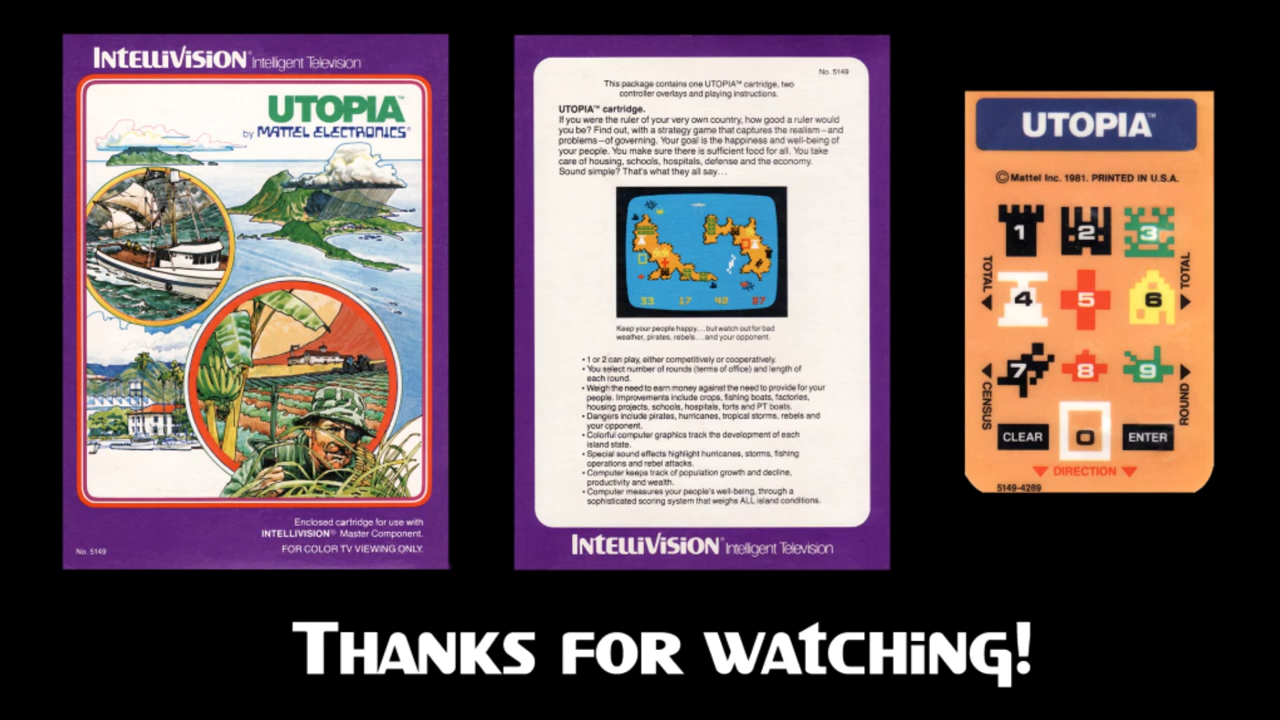 INTELLIVISION® Intelligent Television
UTOPIA™
by MATTEL ELECTRONICS®
Enclosed cartridge for use with
INTELLIVISION® Master Component.
No. 5149
FOR COLOR TV VIEWING ONLY.
No. 5149
This package contains one UTOPIA™ cartridge, two
controller overlays and playing instructions.
UTOPIA™ cartridge.
If you were the ruler of your very own country, how good a ruler would
you be? Find out, with a strategy game that captures the realism—and
problems—of governing. Your goal is the happiness and well-being of
your people. You make sure there is sufficient food for all. You take
care of housing, schools, hospitals, defense and the economy.
Sound simple? That's what they all say...
33 17 42 87
Keep your people happy....but watch out for bad
weather, pirates, rebels....and your opponent.
• 1 or 2 can play, either competitively or cooperatively.
• You select number of rounds (terms of office) and length of
each round.
• Weigh the need to earn money against the need to provide for your
people. Improvements include crops, fishing boats, factories,
housing projects, schools, hospitals, forts and PT boats.
• Dangers include pirates, hurricanes, tropical storms, rebels and
your opponent.
• Colorful computer graphics track the development of each
island state.
• Special sound effects highlight hurricanes, storms, fishing
operations and rebel attacks.
• Computer keeps track of population growth and decline,
productivity and wealth.
• Computer measures your people's well-being, through a
sophisticated scoring system that weighs ALL island conditions.
INTELLIVISION® Intelligent Television
UTOPIA™
©Mattel Inc. 1981. PRINTED IN U.S.A.
1 2 3
TOTAL
4 5 6
TOTAL
7 8 9
CENSUS
ROUND
CLEAR 0 ENTER
DIRECTION
5149-4289
THANKS FOR WATCHING!